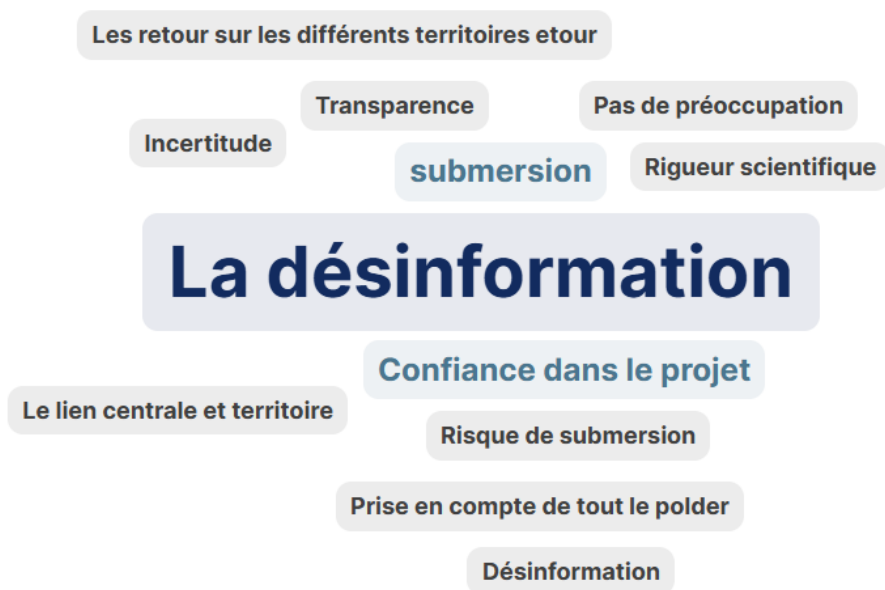 Les retour sur les différents territoires etour
Transparence
Pas de préoccupation
Incertitude
submersion
Rigueur scientifique
La désinformation
Confiance dans le projet
Le lien centrale et territoire
Risque de submersion
Prise en compte de tout le polder
Désinformation